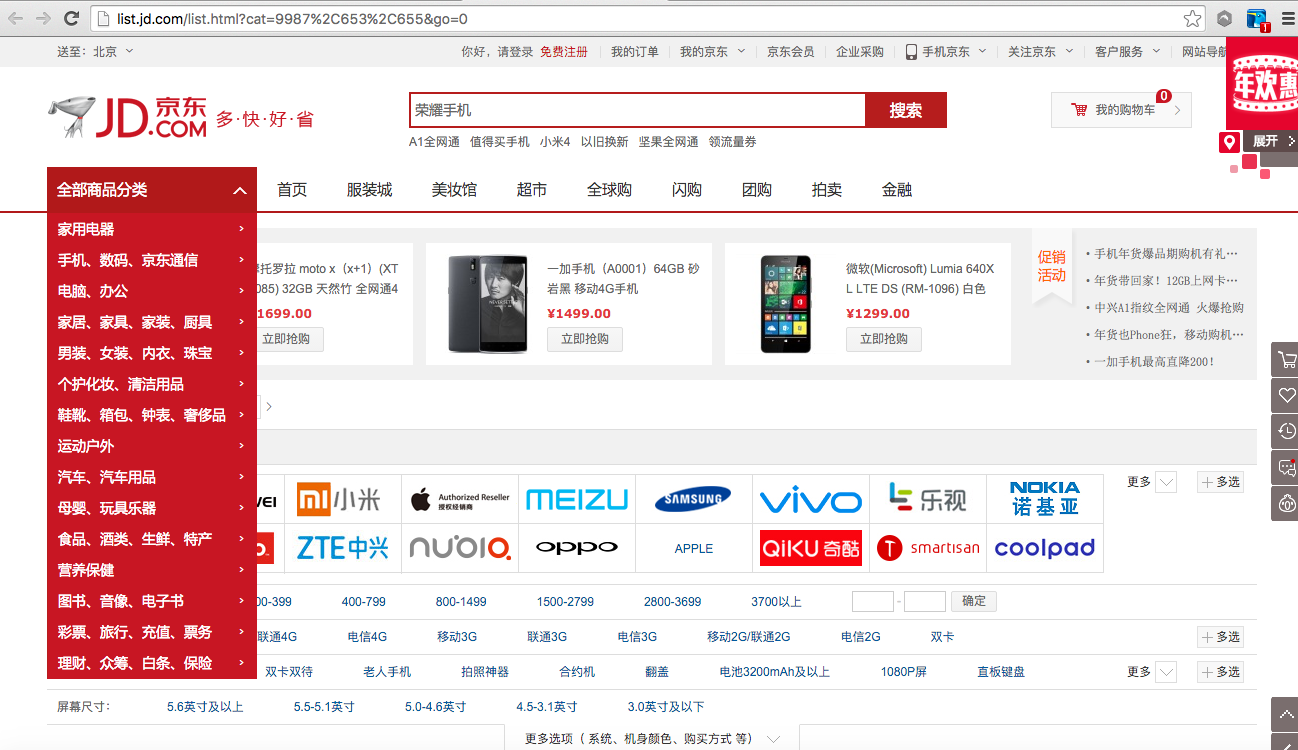 list.jd.com/list.html?cat=9987%2C653%2C655&go=0
1
送至：北京
你好，请登录 免费注册 我的订单 我的京东 京东会员 企业采购 手机京东 关注京东 客户服务 网站导航
年欢惠
展开
JD.COM 京东 多·快·好·省
荣耀手机 搜索
我的购物车 0
A1全网通 值得买手机 小米4 以旧换新 坚果全网通 领流量券
全部商品分类 首页 服装城 美妆馆 超市 全球购 闪购 团购 拍卖 金融
家用电器
手机、数码、京东通信
电脑、办公
家居、家具、家装、厨具
男装、女装、内衣、珠宝
个护化妆、清洁用品
鞋靴、箱包、钟表、奢侈品
运动户外
汽车、汽车用品
母婴、玩具乐器
食品、酒类、生鲜、特产
营养保健
图书、音像、电子书
彩票、旅行、充值、票务
理财、众筹、白条、保险
托罗拉 moto x（x+1）(XT
085) 32GB 天然竹 全网通4
1699.00
立即抢购
一加手机（A0001）64GB 砂
岩黑 移动4G手机
¥1499.00
立即抢购
微软(Microsoft) Lumia 640X
L LTE DS (RM-1096) 白色
¥1299.00
立即抢购
促销
活动
• 手机年货爆品期购机有礼…
• 年货带回家！12GB上网卡…
• 中兴A1指纹全网通 火爆抢购
• 年货也Phone狂，移动购机…
• 一加手机最高直降200！
WEI 小米 Authorized Reseller 授权经销商 MEIZU SAMSUNG vivo 乐视 NOKIA 诺基亚
更多 多选
ZTE中兴 nubia oppo APPLE QiKU 奇酷 smartisan coolpad
00-399 400-799 800-1499 1500-2799 2800-3699 3700以上 - 确定
联通4G 电信4G 移动3G 联通3G 电信3G 移动2G/联通2G 电信2G 双卡 多选
双卡双待 老人手机 拍照神器 合约机 翻盖 电池3200mAh及以上 1080P屏 直板键盘 更多 多选
屏幕尺寸： 5.6英寸及以上 5.5-5.1英寸 5.0-4.6英寸 4.5-3.1英寸 3.0英寸及以下
更多选项（ 系统、机身颜色、购买方式 等）